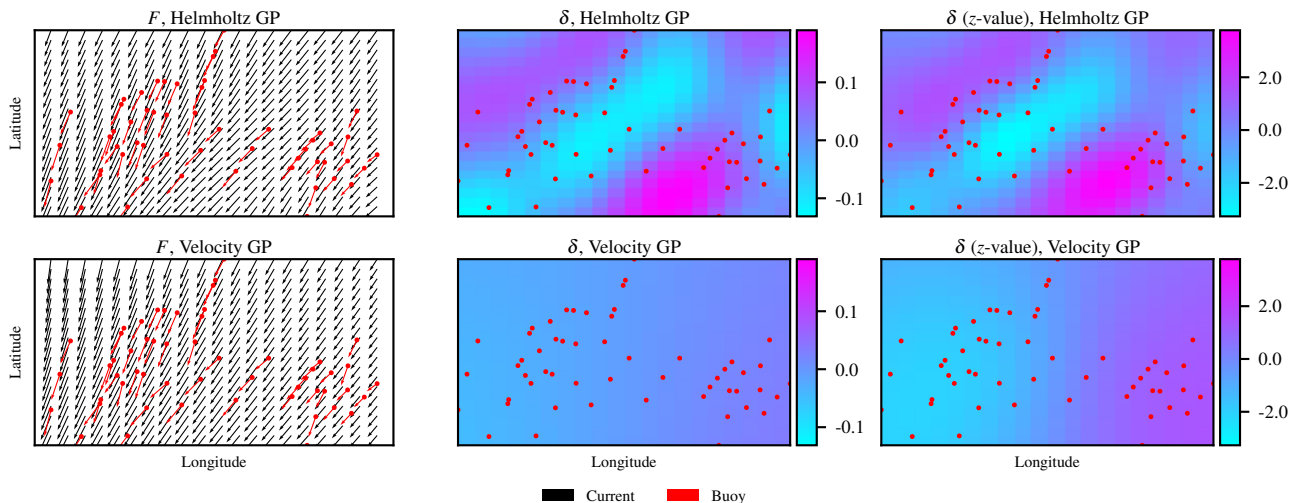 F, Helmholtz GP
δ, Helmholtz GP
δ (z-value), Helmholtz GP
Latitude
0.1
0.0
-0.1
2.0
0.0
-2.0
F, Velocity GP
δ, Velocity GP
δ (z-value), Velocity GP
Latitude
0.1
0.0
-0.1
2.0
0.0
-2.0
Longitude
Longitude
Longitude
Current
Buoy